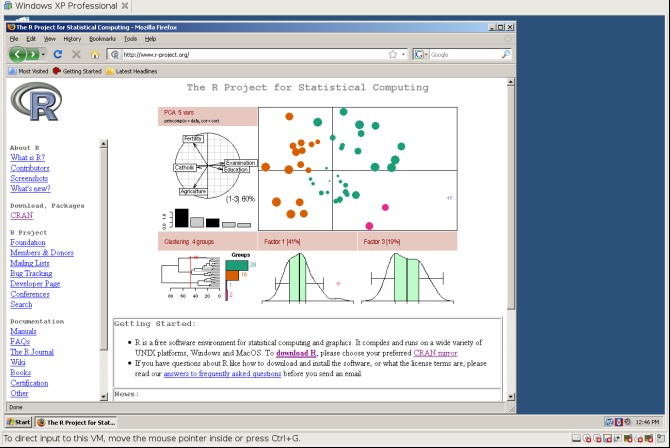 Windows XP Professional
The R Project for Statistical Computing - Mozilla Firefox
File Edit View History Bookmarks Tools Help
http://www.r-project.org/
Google
Most Visited Getting Started Latest Headlines
R
The R Project for Statistical Computing
PCA 5 vars
princomp(x = data, cor = cor)
Fertility
Catholic
Examination
Education
Agriculture
(1-3) 60%
45
Clustering 4 groups
Factor 1 [41%]
Factor 3 [19%]
Groups
28
16
1
2
80 60 40 20 0
About R
What is R?
Contributors
Screenshots
What's new?
Download, Packages
CRAN
R Project
Foundation
Members & Donors
Mailing Lists
Bug Tracking
Developer Page
Conferences
Search
Documentation
Manuals
FAQs
The R Journal
Wiki
Books
Certification
Other
Getting Started:
R is a free software environment for statistical computing and graphics. It compiles and runs on a wide variety of
UNIX platforms, Windows and MacOS. To download R, please choose your preferred CRAN mirror.
If you have questions about R like how to download and install the software, or what the license terms are, please
read our answers to frequently asked questions before you send an email.
News:
Done
Start
The R Project for Stat...
12:46 PM
To direct input to this VM, move the mouse pointer inside or press Ctrl+G.